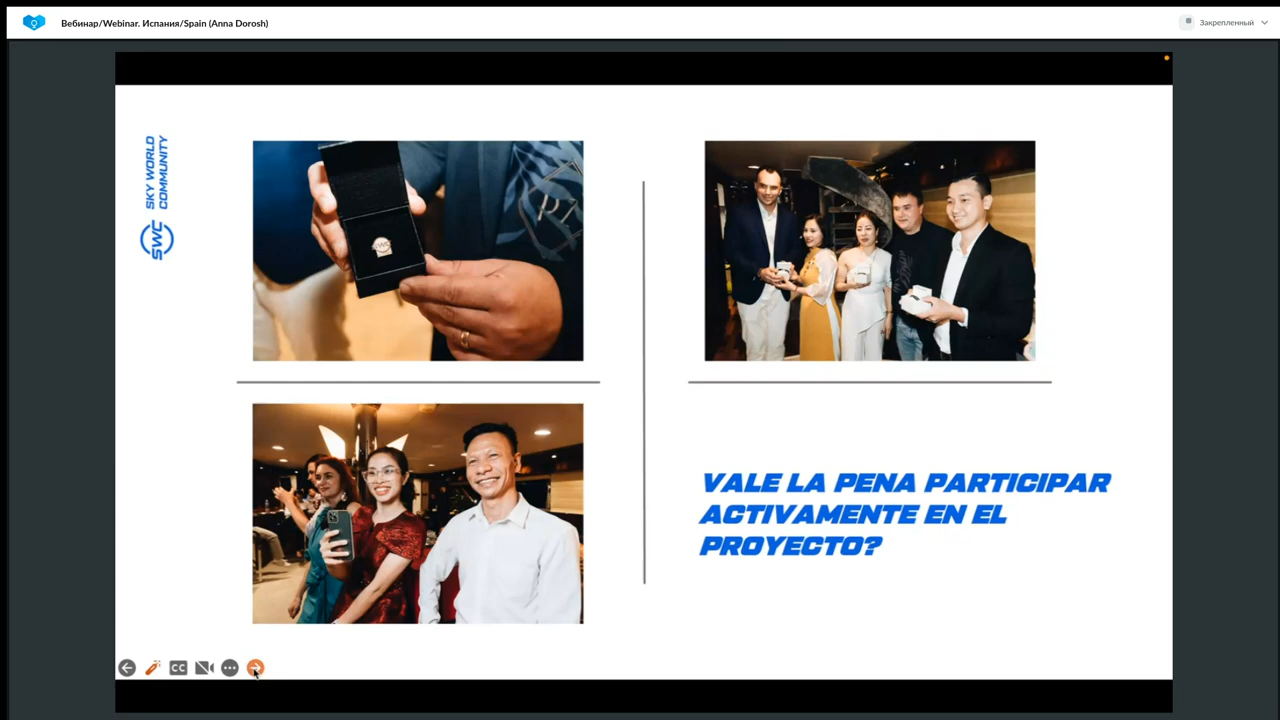 Вебинар/Webinar. Испания/Spain (Anna Dorosh)
Закрепленный
SKY WORLD
COMMUNITY
SWC
VALE LA PENA PARTICIPAR
ACTIVAMENTE EN EL
PROYECTO?
CC